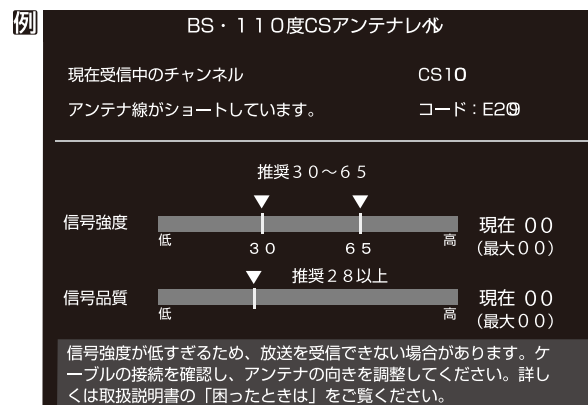 例
BS・110度CSアンテナレベル
現在受信中のチャンネル CS100
アンテナ線がショートしています。 コード：E209
推奨３０〜６５
信号強度 現在 00
低 30 65 高 (最大00)
推奨２８以上
信号品質 現在 00
低 高 (最大00)
信号強度が低すぎるため、放送を受信できない場合があります。ケ
ーブルの接続を確認し、アンテナの向きを調整してください。詳し
くは取扱説明書の「困ったときは」をご覧ください。